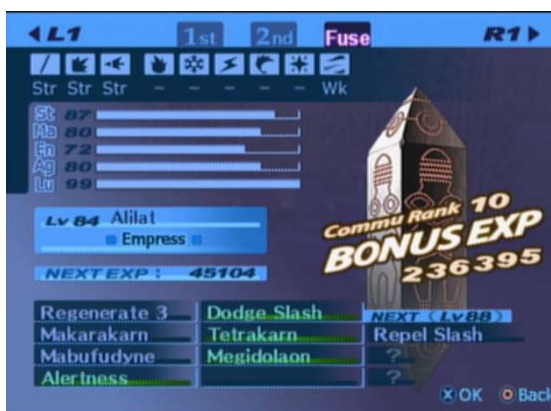 L1 1st 2nd Fuse R1
Str Str Str - - - - - Wk
St 87
Ma 80
En 72
Ag 80
Lu 99
Lv 84 Alilat
Empress
Commu Rank 10
BONUS EXP
236395
NEXT EXP : 45104
Regenerate 3 Dodge Slash NEXT (Lv88)
Makarakarn Tetrakarn Repel Slash
Mabufudyne Megidolaon ?
Alertness ?
OK Back